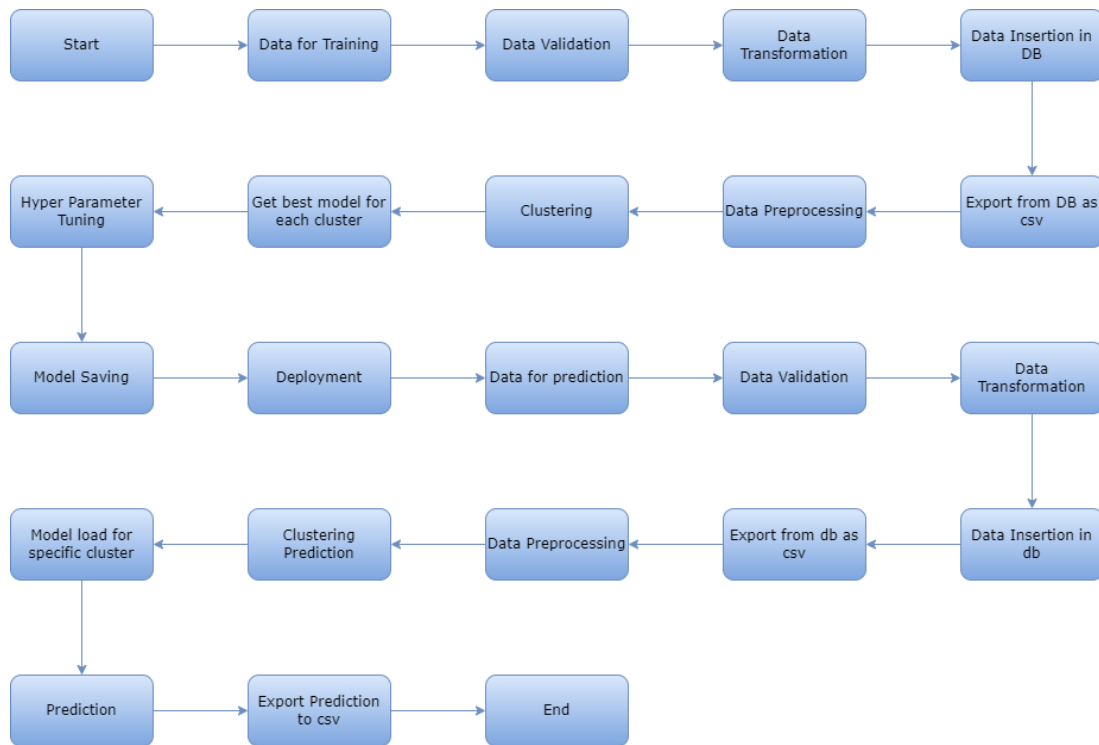 Start
Data for Training
Data Validation
Data
Transformation
Data Insertion in
DB
Export from DB as
csv
Data Preprocessing
Clustering
Get best model for
each cluster
Hyper Parameter
Tuning
Model Saving
Deployment
Data for prediction
Data Validation
Data
Transformation
Data Insertion in
db
Export from db as
csv
Data Preprocessing
Clustering
Prediction
Model load for
specific cluster
Prediction
Export Prediction
to csv
End